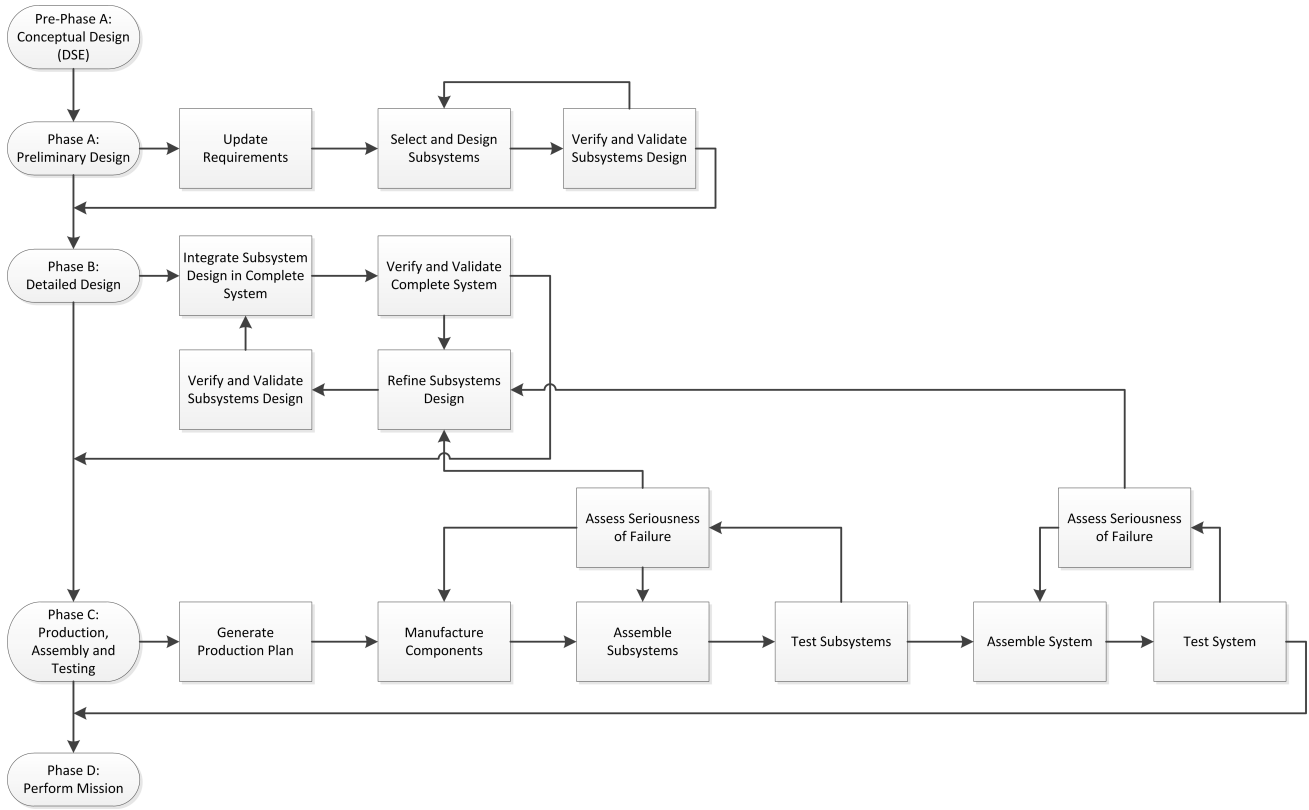 Pre-Phase A:
Conceptual Design
(DSE)
Phase A:
Preliminary Design
Update
Requirements
Select and Design
Subsystems
Verify and Validate
Subsystems Design
Phase B:
Detailed Design
Integrate Subsystem
Design in Complete
System
Verify and Validate
Complete System
Verify and Validate
Subsystems Design
Refine Subsystems
Design
Assess Seriousness
of Failure
Assess Seriousness
of Failure
Phase C:
Production,
Assembly and
Testing
Generate
Production Plan
Manufacture
Components
Assemble
Subsystems
Test Subsystems
Assemble System
Test System
Phase D:
Perform Mission